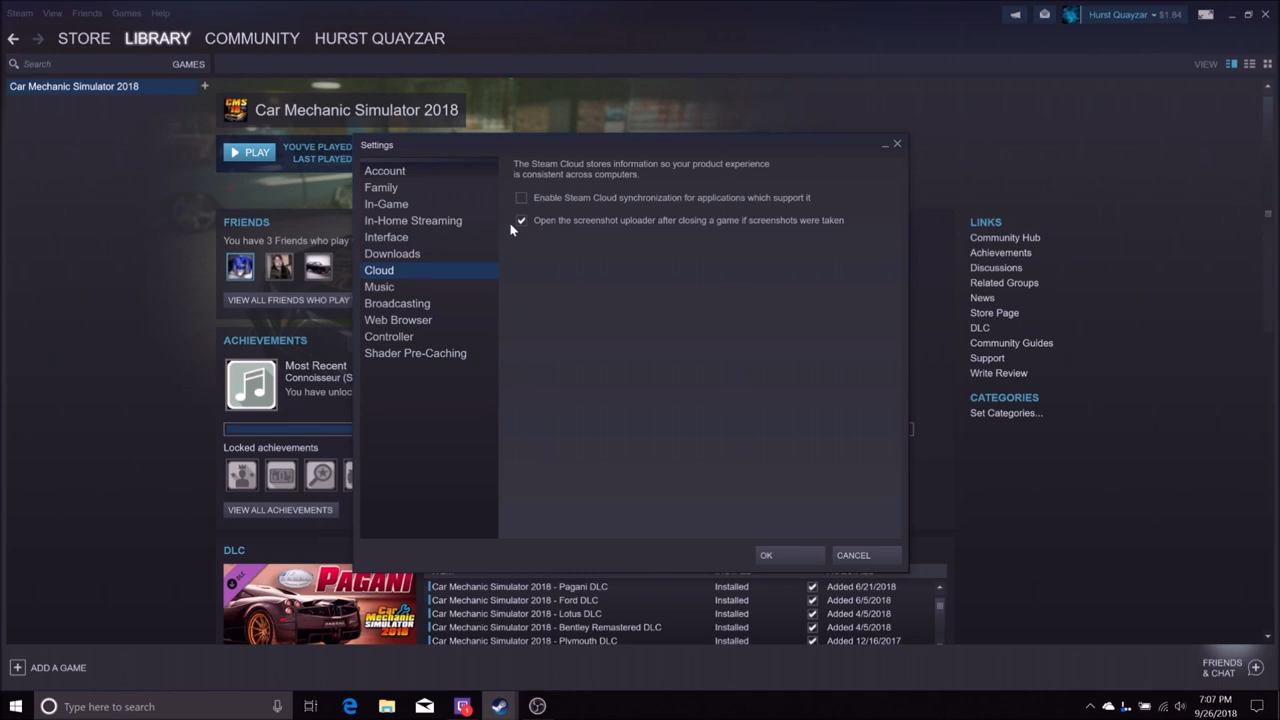 Steam View Friends Games Help
Hurst Quayzar $1.84
STORE LIBRARY COMMUNITY HURST QUAYZAR
Search GAMES
VIEW
Car Mechanic Simulator 2018 +
Car Mechanic Simulator 2018
PLAY
YOU'VE PLAYED
LAST PLAYED
Settings
Account
Family
In-Game
In-Home Streaming
Interface
Downloads
Cloud
Music
Broadcasting
Web Browser
Controller
Shader Pre-Caching
The Steam Cloud stores information so your product experience
is consistent across computers.
Enable Steam Cloud synchronization for applications which support it
Open the screenshot uploader after closing a game if screenshots were taken
OK CANCEL
FRIENDS
You have 3 Friends who play
VIEW ALL FRIENDS WHO PLAY
ACHIEVEMENTS
Most Recent
Connoisseur (S
You have unloc
Locked achievements
VIEW ALL ACHIEVEMENTS
LINKS
Community Hub
Achievements
Discussions
Related Groups
News
Store Page
DLC
Community Guides
Support
Write Review
CATEGORIES
Set Categories...
DLC
PAGANI
CAR MECHANIC SIMULATOR 2018
Car Mechanic Simulator 2018 - Pagani DLC Installed Added 6/21/2018
Car Mechanic Simulator 2018 - Ford DLC Installed Added 6/5/2018
Car Mechanic Simulator 2018 - Lotus DLC Installed Added 4/5/2018
Car Mechanic Simulator 2018 - Bentley Remastered DLC Installed Added 4/5/2018
Car Mechanic Simulator 2018 - Plymouth DLC Installed Added 12/16/2017
+ ADD A GAME
FRIENDS
& CHAT
Type here to search
7:07 PM
9/26/2018